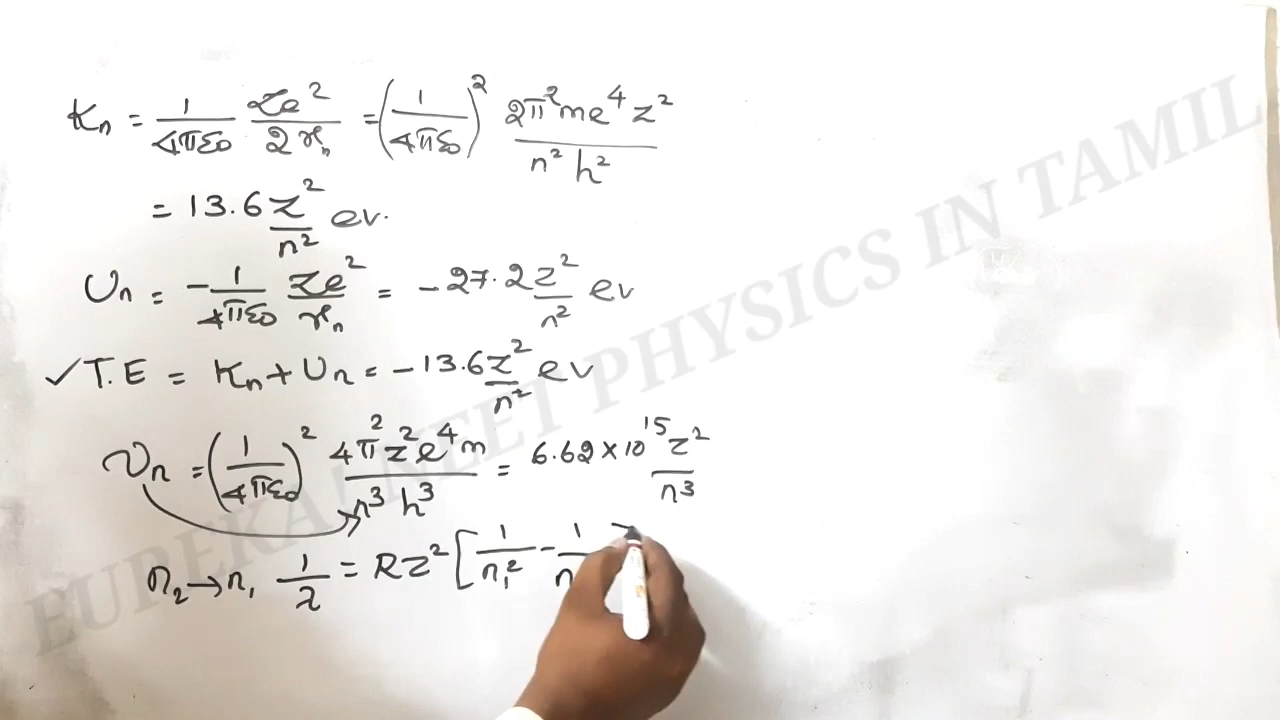 Kn = 1/4πε0 Ze²/2rn = (1/4πε0)² 2π²me⁴z²/n²h²
= 13.6 z²/n² ev.
Un = -1/4πε0 Ze²/rn = -27.2 z²/n² ev
✓T.E = Kn + Un = -13.6 z²/n² ev
νn = (1/4πε0)² 4π²z²e⁴m/n³h³ = 6.62 × 10¹⁵ z²/n³
n₂→n₁ 1/λ = RZ² [1/n₁² - 1/n
EUREKA! NEET PHYSICS IN TAMIL